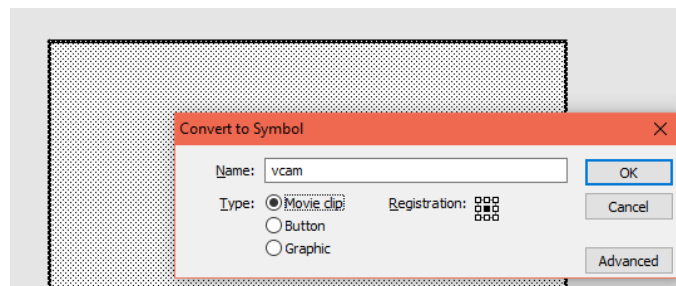 Convert to Symbol
Name: vcam OK
Type: Movie clip Registration: Cancel
Button
Graphic
Advanced